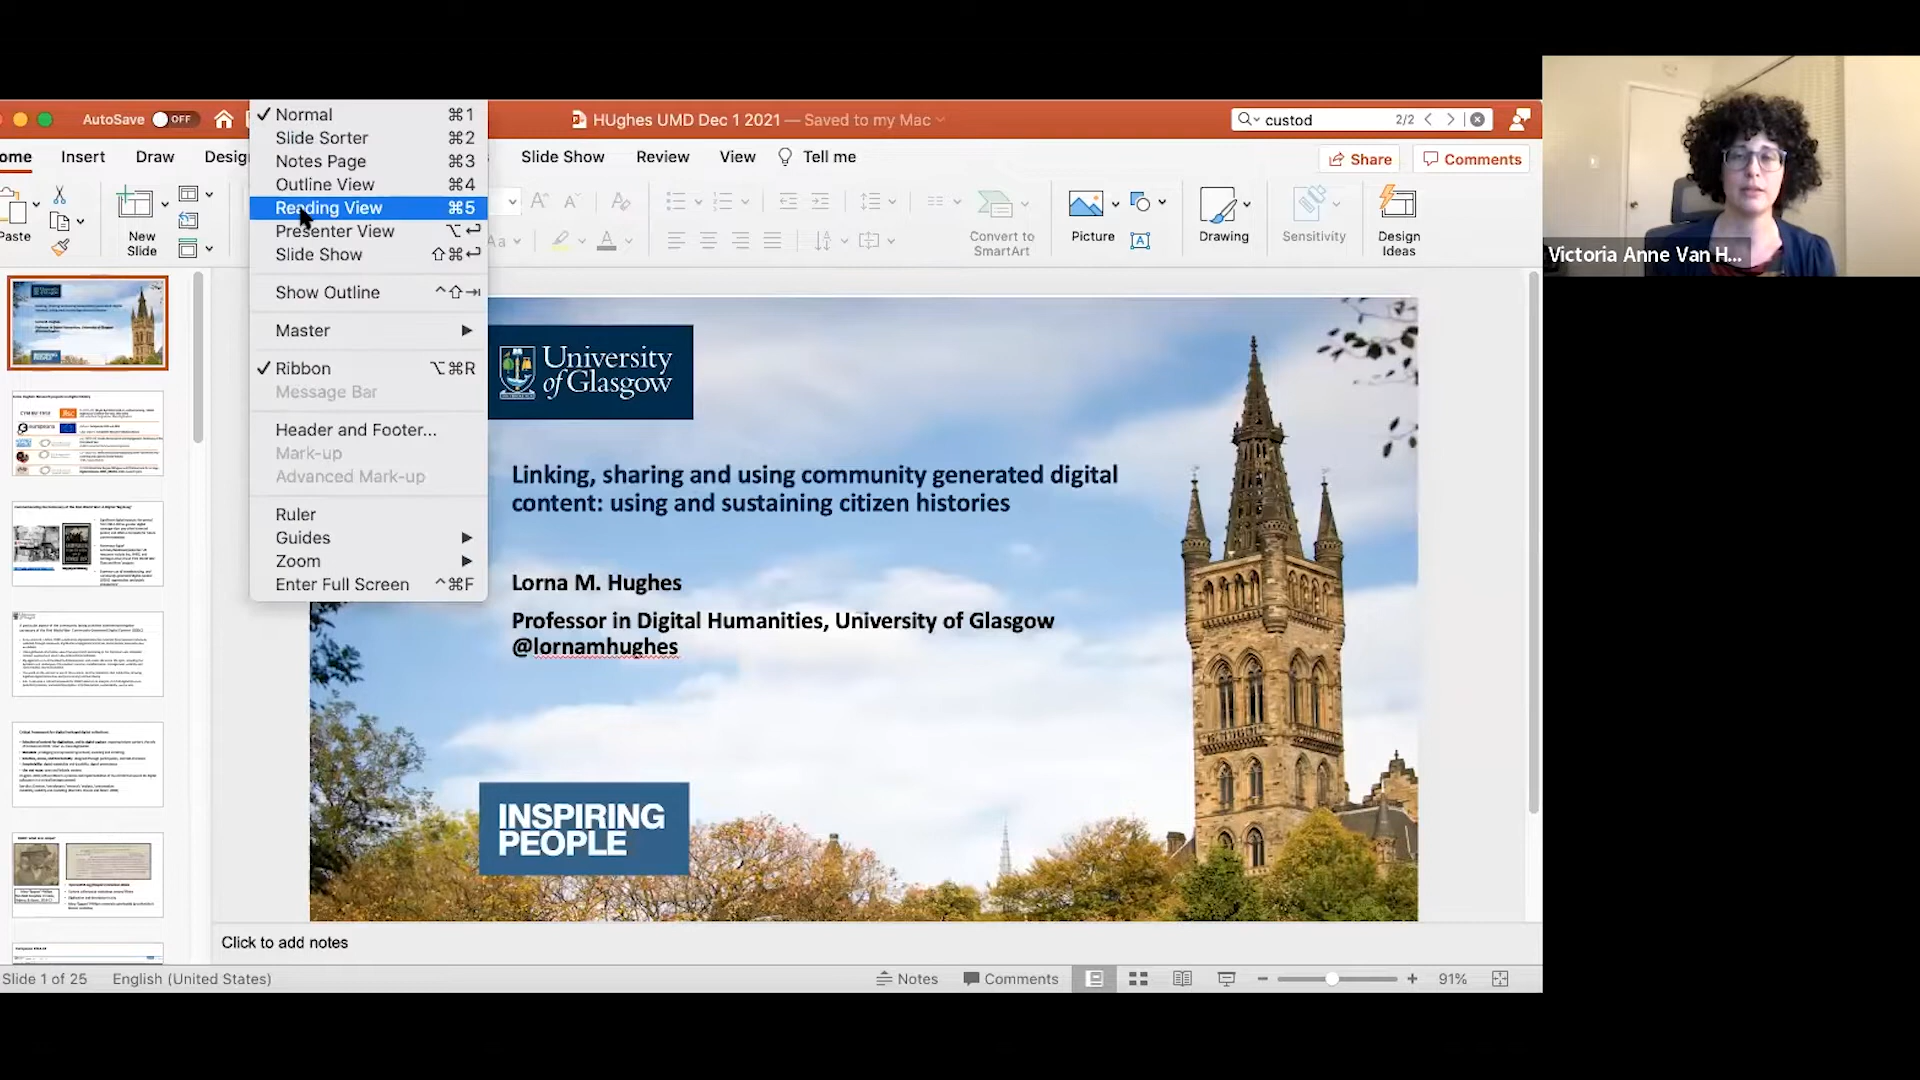 AutoSave OFF
HUghes UMD Dec 1 2021 — Saved to my Mac
custod 2/2
ome Insert Draw Desig Slide Show Review View Tell me
Share Comments
Normal ⌘1
Slide Sorter ⌘2
Notes Page ⌘3
Outline View ⌘4
Reading View ⌘5
Presenter View ⌥↩
Slide Show ⇧⌘↩
Show Outline ^⇧⇥
Master
Ribbon ⌥⌘R
Message Bar
Header and Footer...
Mark-up
Advanced Mark-up
Ruler
Guides
Zoom
Enter Full Screen ^⌘F
Paste
New
Slide
Aa
Convert to
SmartArt
Picture
Drawing
Sensitivity
Design
Ideas
University
of Glasgow
Linking, sharing and using community generated digital
content: using and sustaining citizen histories
Lorna M. Hughes
Professor in Digital Humanities, University of Glasgow
@lornamhughes
INSPIRING
PEOPLE
Click to add notes
Slide 1 of 25 English (United States) Notes Comments 91%
Victoria Anne Van H...